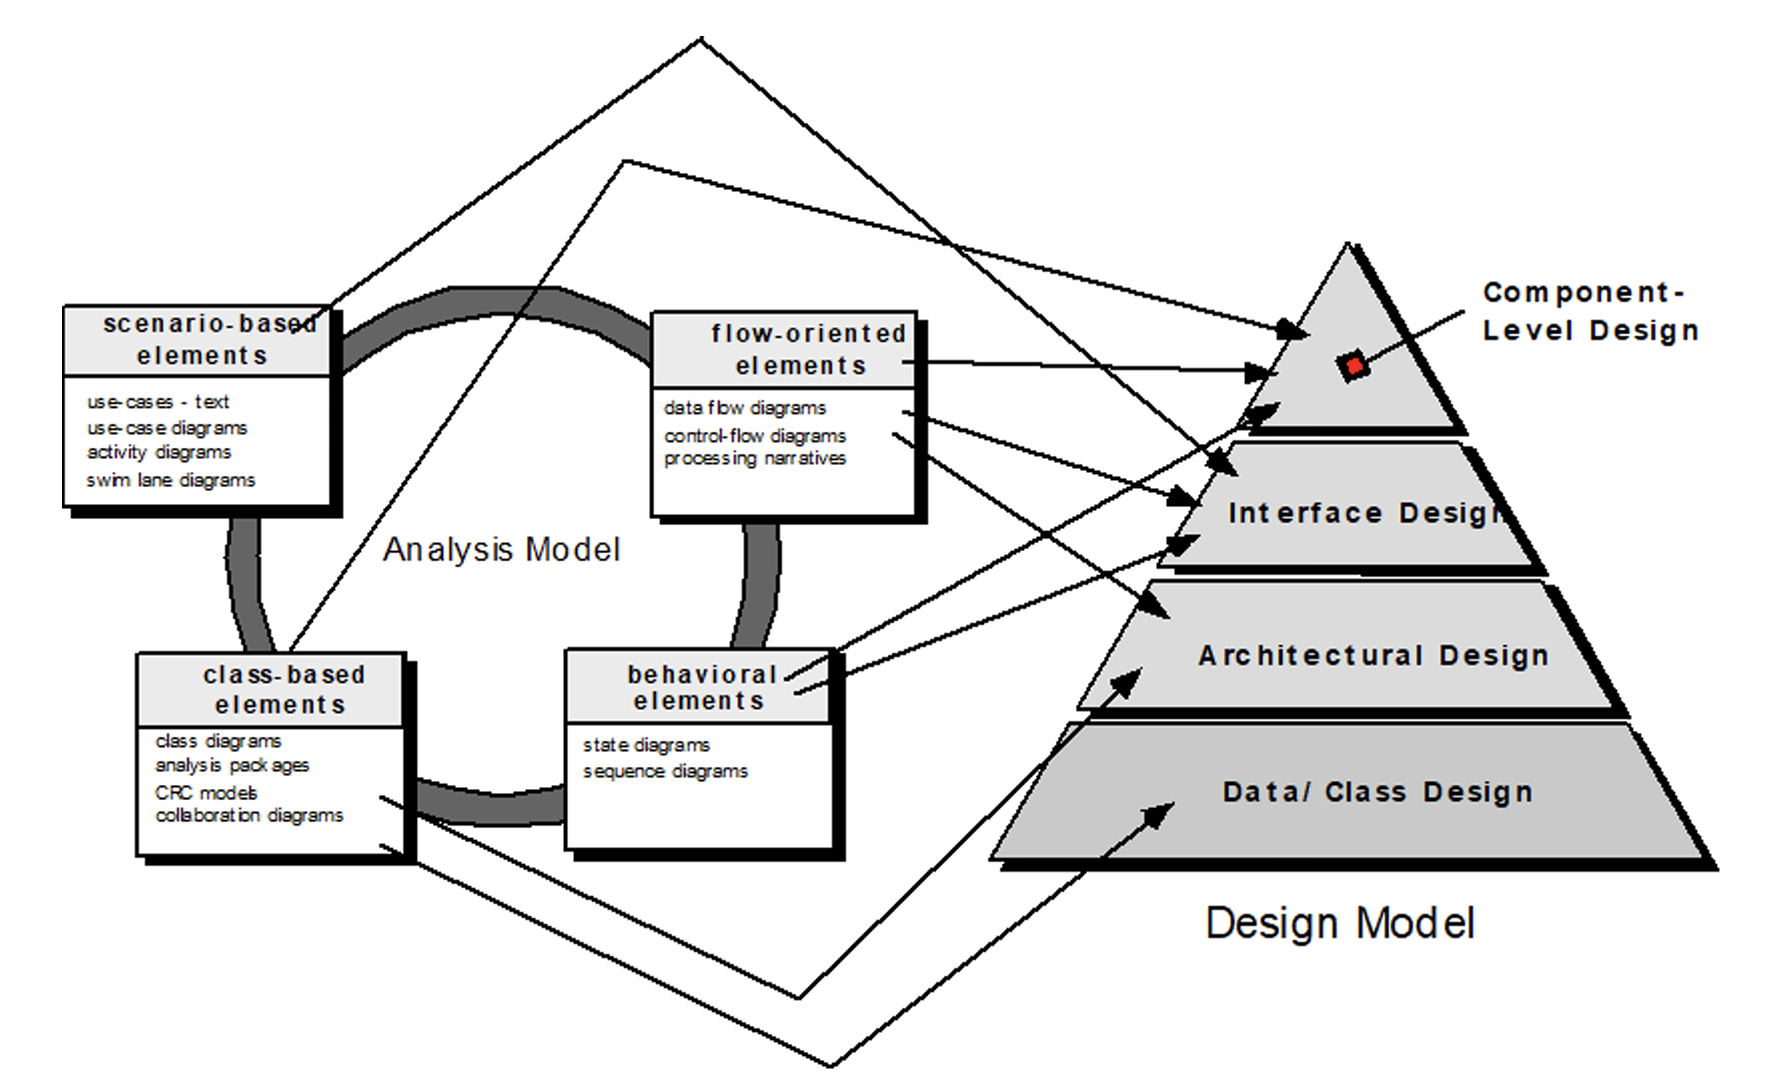 scenario-based
elements
use-cases - text
use-case diagrams
activity diagrams
swim lane diagrams
flow-oriented
elements
data flow diagrams
control-flow diagrams
processing narratives
Analysis Model
class-based
elements
class diagrams
analysis packages
CRC models
collaboration diagrams
behavioral
elements
state diagrams
sequence diagrams
Component-
Level Design
Interface Design
Architectural Design
Data/ Class Design
Design Model